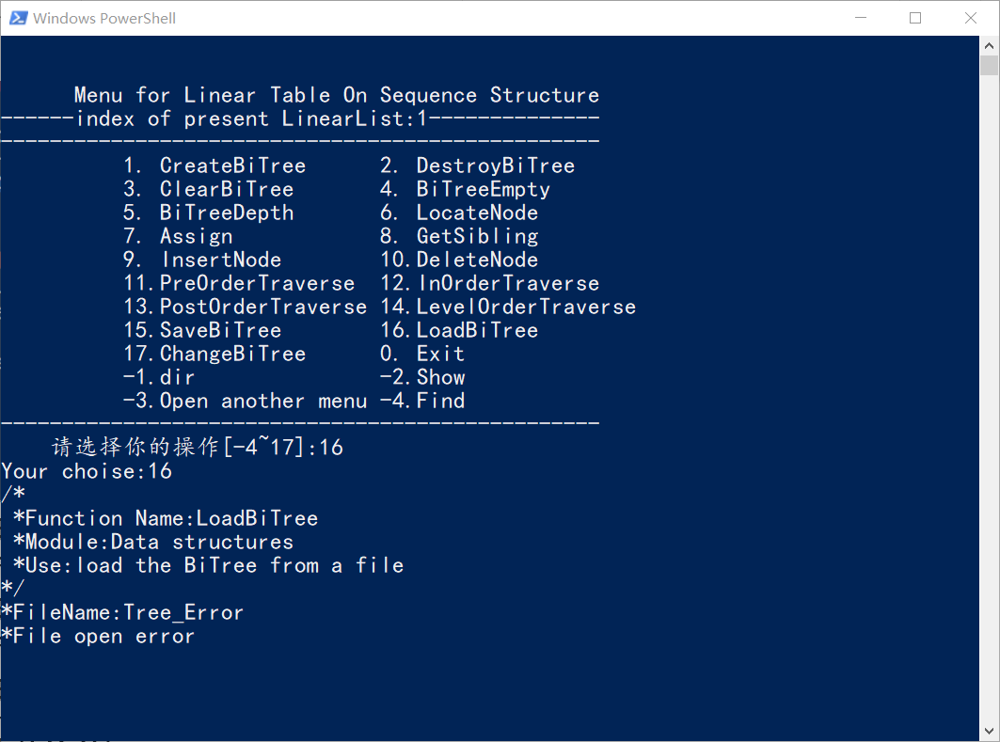 Windows PowerShell
Menu for Linear Table On Sequence Structure
------index of present LinearList:1--------------
-------------------------------------------------
1. CreateBiTree 2. DestroyBiTree
3. ClearBiTree 4. BiTreeEmpty
5. BiTreeDepth 6. LocateNode
7. Assign 8. GetSibling
9. InsertNode 10.DeleteNode
11.PreOrderTraverse 12.InOrderTraverse
13.PostOrderTraverse 14.LevelOrderTraverse
15.SaveBiTree 16.LoadBiTree
17.ChangeBiTree 0. Exit
-1.dir -2.Show
-3.Open another menu -4.Find
-------------------------------------------------
请选择你的操作[-4~17]:16
Your choise:16
/*
*Function Name:LoadBiTree
*Module:Data structures
*Use:load the BiTree from a file
*/
*FileName:Tree_Error
*File open error